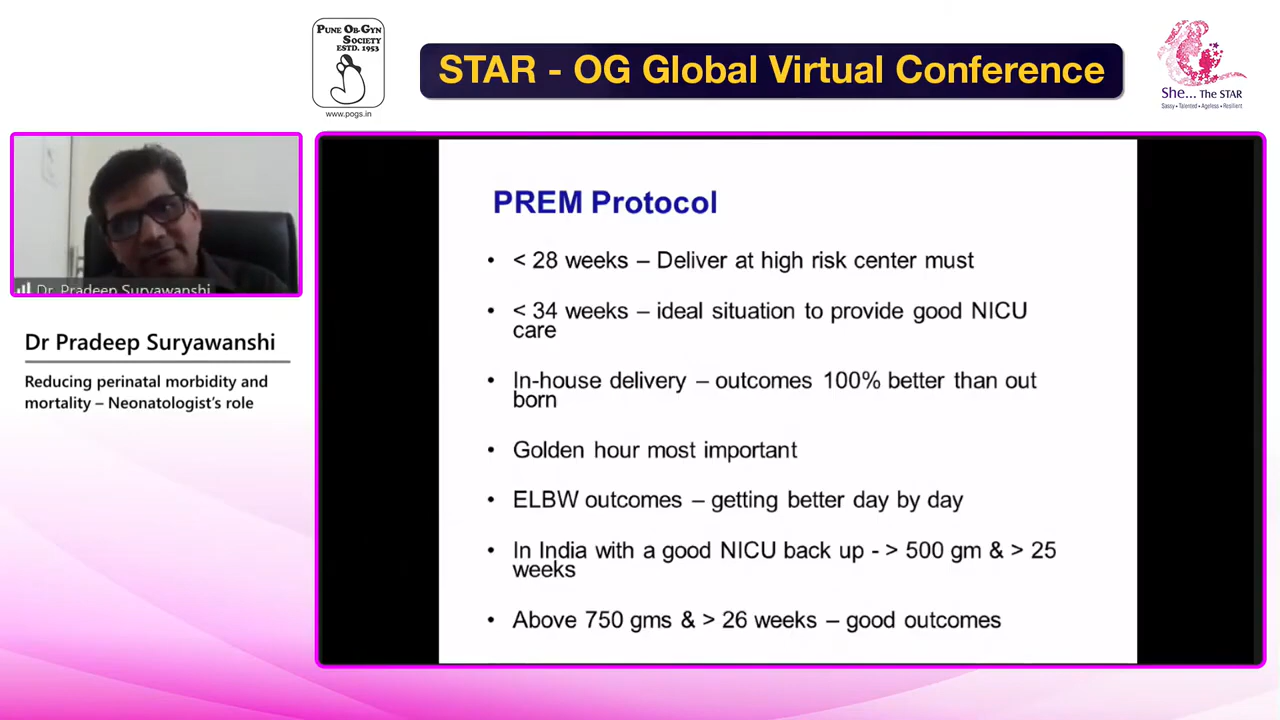 PUNE OB-GYN
SOCIETY
ESTD. 1953
www.pogs.in
STAR - OG Global Virtual Conference
She... THE STAR
Sassy • Talented • Ageless • Resilient
Dr. Pradeep Suryawanshi
Dr Pradeep Suryawanshi
Reducing perinatal morbidity and
mortality – Neonatologist's role
PREM Protocol
• < 28 weeks – Deliver at high risk center must
• < 34 weeks – ideal situation to provide good NICU
care
• In-house delivery – outcomes 100% better than out
born
• Golden hour most important
• ELBW outcomes – getting better day by day
• In India with a good NICU back up - > 500 gm & > 25
weeks
• Above 750 gms & > 26 weeks – good outcomes